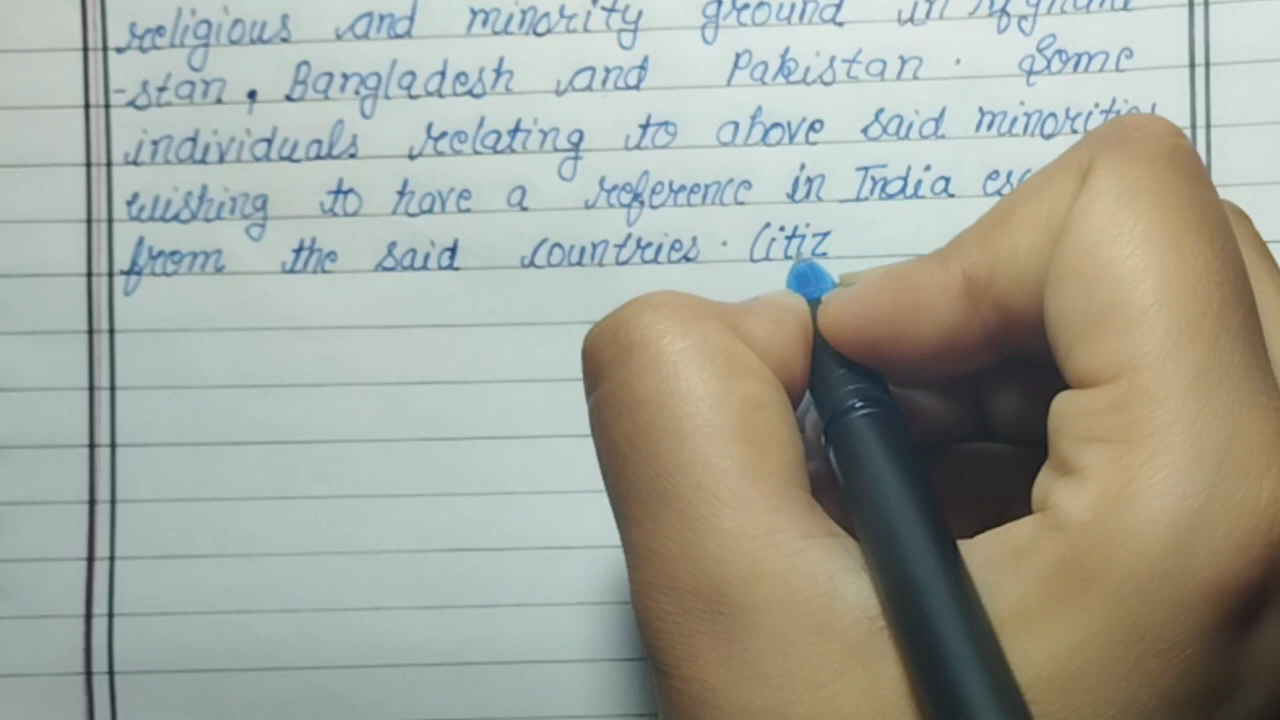 religious and minority ground in Afghani
-stan, Bangladesh and Pakistan. Some
individuals relating to above said minorities
wishing to have a reference in India
from the said countries. Citiz